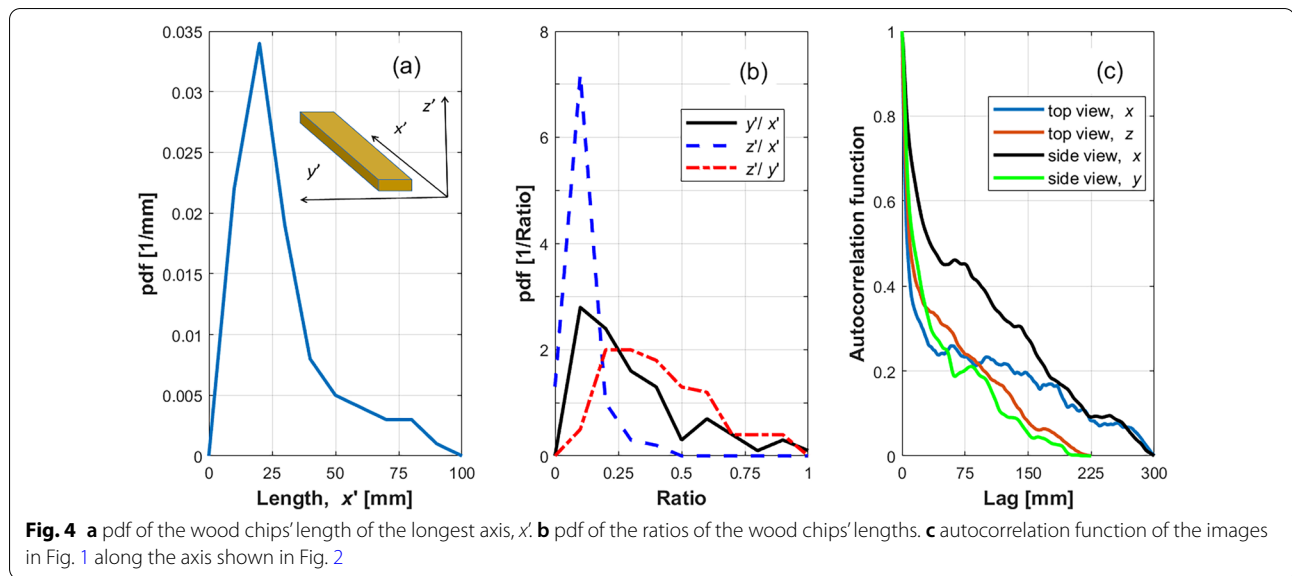 0.035
0.03
0.025
0.02
0.015
0.01
0.005
0
pdf [1/mm]
(a)
z'
x'
y'
0 25 50 75 100
Length, x' [mm]
8
6
4
2
0
pdf [1/Ratio]
(b)
y'/ x'
z'/ x'
z'/ y'
0 0.25 0.5 0.75 1
Ratio
1
0.8
0.6
0.4
0.2
0
Autocorrelation function
(c)
top view, x
top view, z
side view, x
side view, y
0 75 150 225 300
Lag [mm]
Fig. 4 a pdf of the wood chips' length of the longest axis, x'. b pdf of the ratios of the wood chips' lengths. c autocorrelation function of the images
in Fig. 1 along the axis shown in Fig. 2